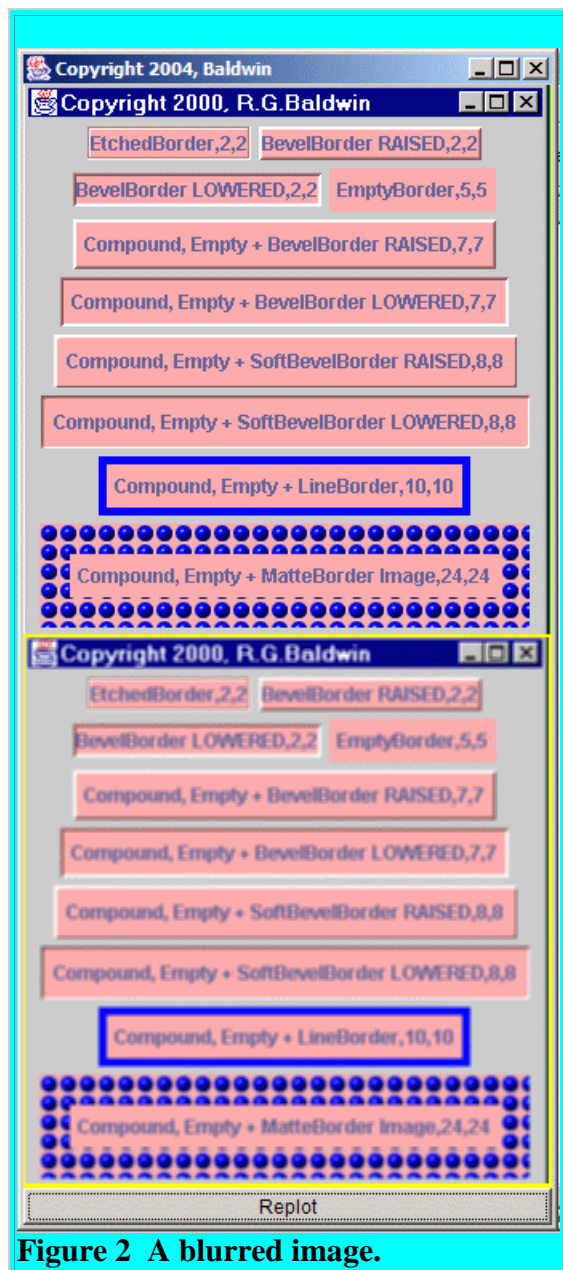 Copyright 2004, Baldwin
Copyright 2000, R.G.Baldwin
EtchedBorder,2,2 BevelBorder RAISED,2,2
BevelBorder LOWERED,2,2 EmptyBorder,5,5
Compound, Empty + BevelBorder RAISED,7,7
Compound, Empty + BevelBorder LOWERED,7,7
Compound, Empty + SoftBevelBorder RAISED,8,8
Compound, Empty + SoftBevelBorder LOWERED,8,8
Compound, Empty + LineBorder,10,10
Compound, Empty + MatteBorder Image,24,24
Copyright 2000, R.G.Baldwin
EtchedBorder,2,2 BevelBorder RAISED,2,2
BevelBorder LOWERED,2,2 EmptyBorder,5,5
Compound, Empty + BevelBorder RAISED,7,7
Compound, Empty + BevelBorder LOWERED,7,7
Compound, Empty + SoftBevelBorder RAISED,8,8
Compound, Empty + SoftBevelBorder LOWERED,8,8
Compound, Empty + LineBorder,10,10
Compound, Empty + MatteBorder Image,24,24
Replot
Figure 2 A blurred image.